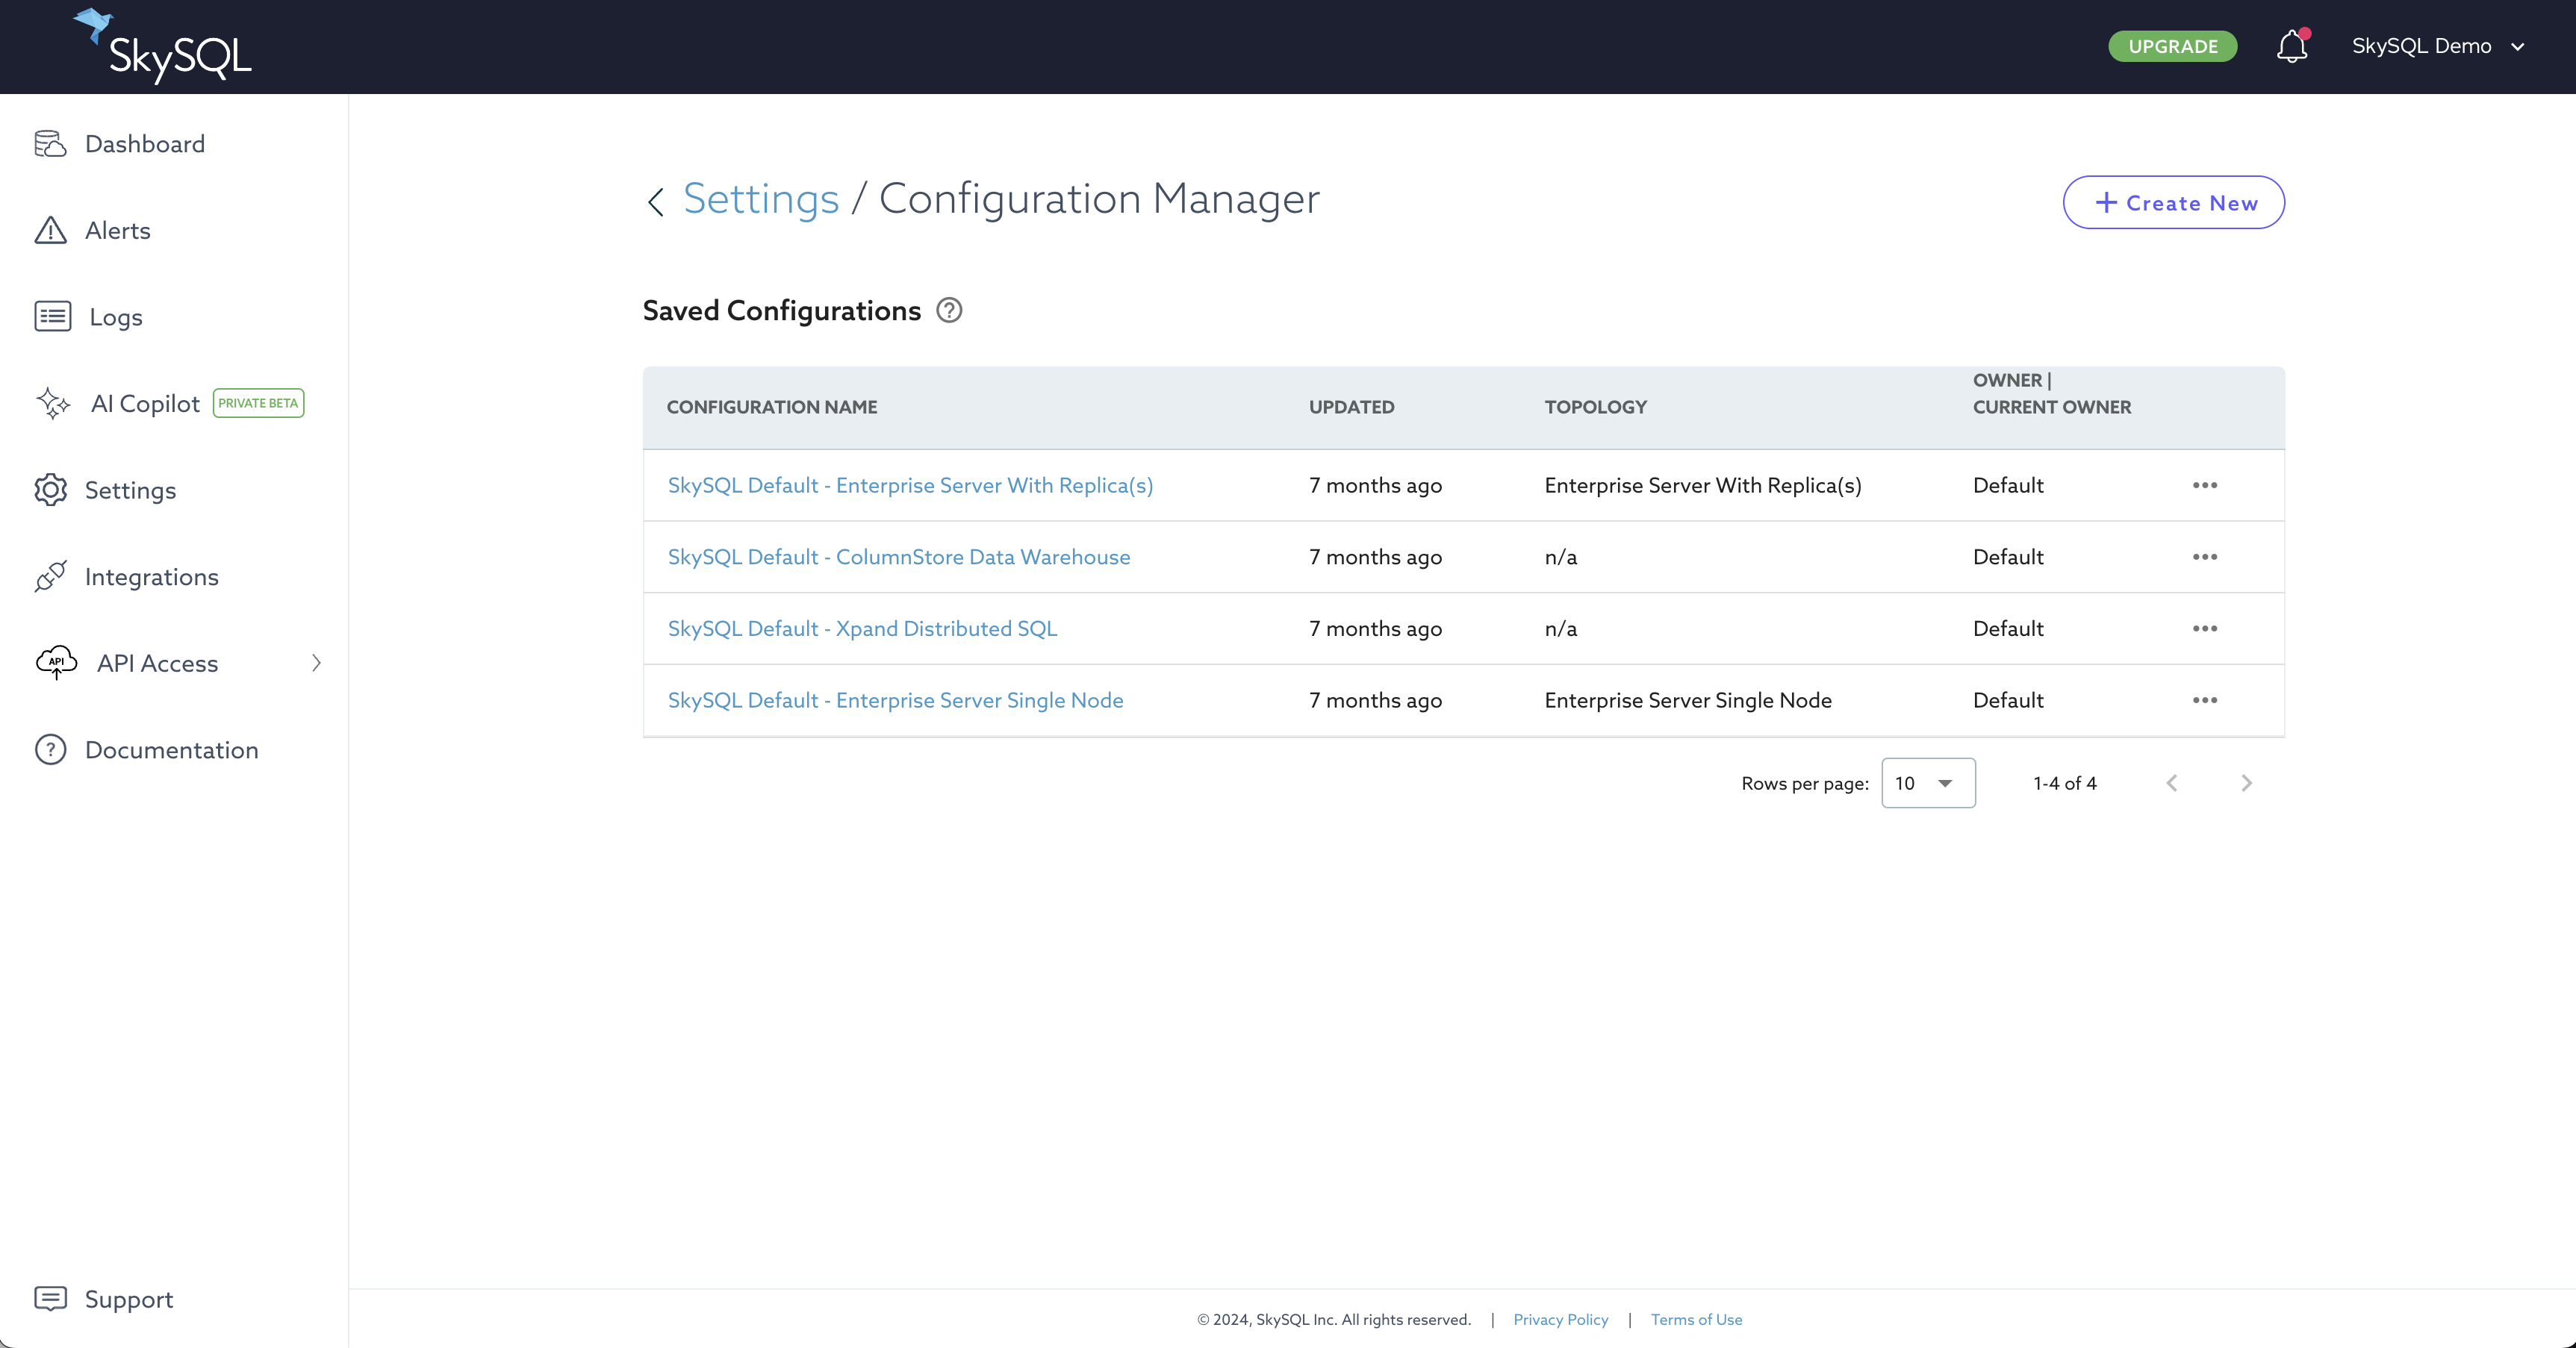 SkySQL
UPGRADE
SkySQL Demo
Dashboard
Alerts
Logs
AI Copilot PRIVATE BETA
Settings
Integrations
API API Access
? Documentation
Support
Settings / Configuration Manager
+ Create New
Saved Configurations ?
CONFIGURATION NAME UPDATED TOPOLOGY OWNER |
CURRENT OWNER
SkySQL Default - Enterprise Server With Replica(s) 7 months ago Enterprise Server With Replica(s) Default •••
SkySQL Default - ColumnStore Data Warehouse 7 months ago n/a Default •••
SkySQL Default - Xpand Distributed SQL 7 months ago n/a Default •••
SkySQL Default - Enterprise Server Single Node 7 months ago Enterprise Server Single Node Default •••
Rows per page: 10 1-4 of 4
© 2024, SkySQL Inc. All rights reserved. | Privacy Policy | Terms of Use